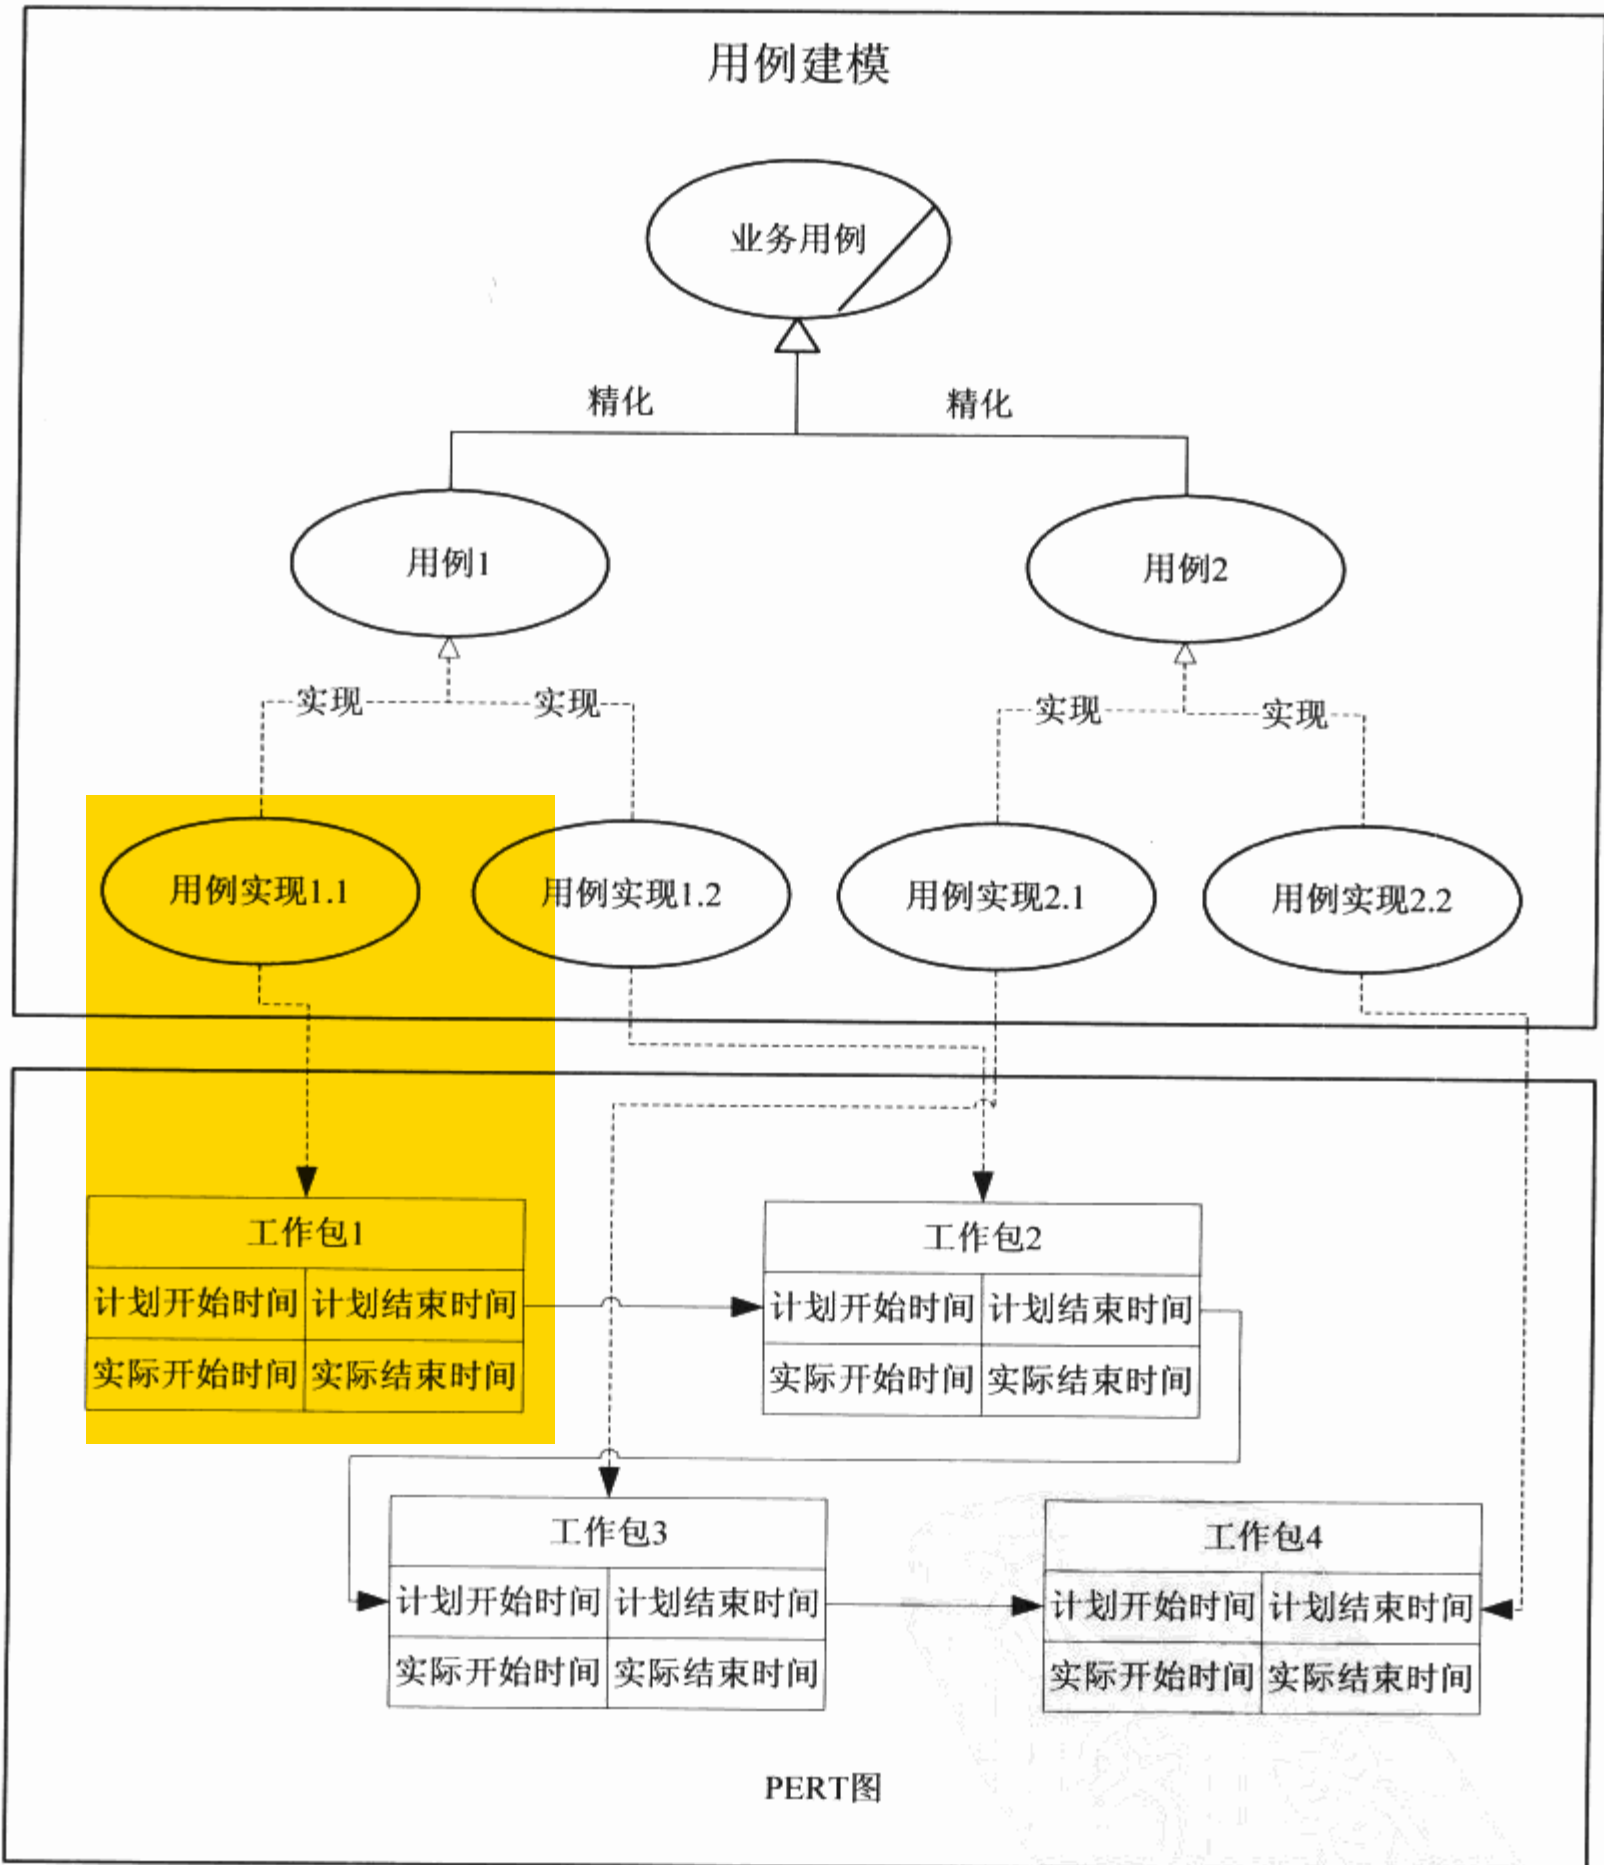 用例建模
业务用例
精化 精化
用例1 用例2
实现 实现 实现 实现
用例实现1.1 用例实现1.2 用例实现2.1 用例实现2.2
工作包1 工作包2
计划开始时间 计划结束时间 计划开始时间 计划结束时间
实际开始时间 实际结束时间 实际开始时间 实际结束时间
工作包3 工作包4
计划开始时间 计划结束时间 计划开始时间 计划结束时间
实际开始时间 实际结束时间 实际开始时间 实际结束时间
PERT图